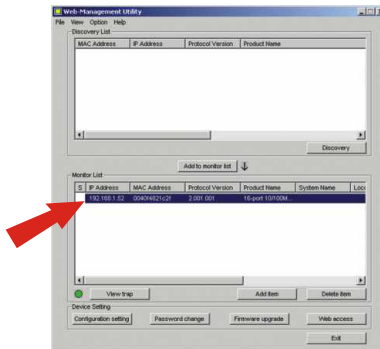 Web-Management Utility
File View Option Help
Discovery List
MAC Address IP Address Protocol Version Product Name
Discovery
Add to monitor list
Monitor List
S IP Address MAC Address Protocol Version Product Name System Name Loc
192.168.1.52 0040f4821c2f 2.001.001 16-port 10/100M...
View trap Add item Delete item
Device Setting
Configuration setting Password change Firmware upgrade Web access
Exit